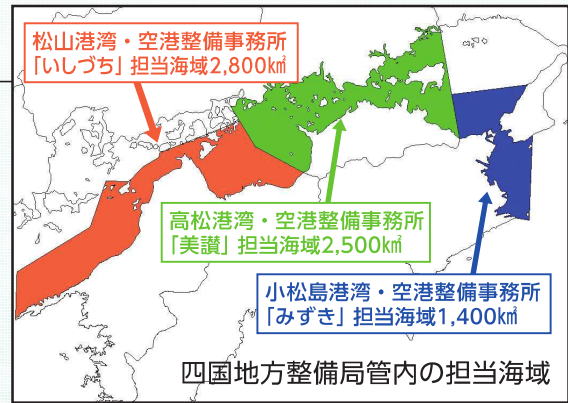 松山港湾・空港整備事務所
「いしづち」担当海域2,800㎢
高松港湾・空港整備事務所
「美讃」担当海域2,500㎢
小松島港湾・空港整備事務所
「みずき」担当海域1,400㎢
四国地方整備局管内の担当海域